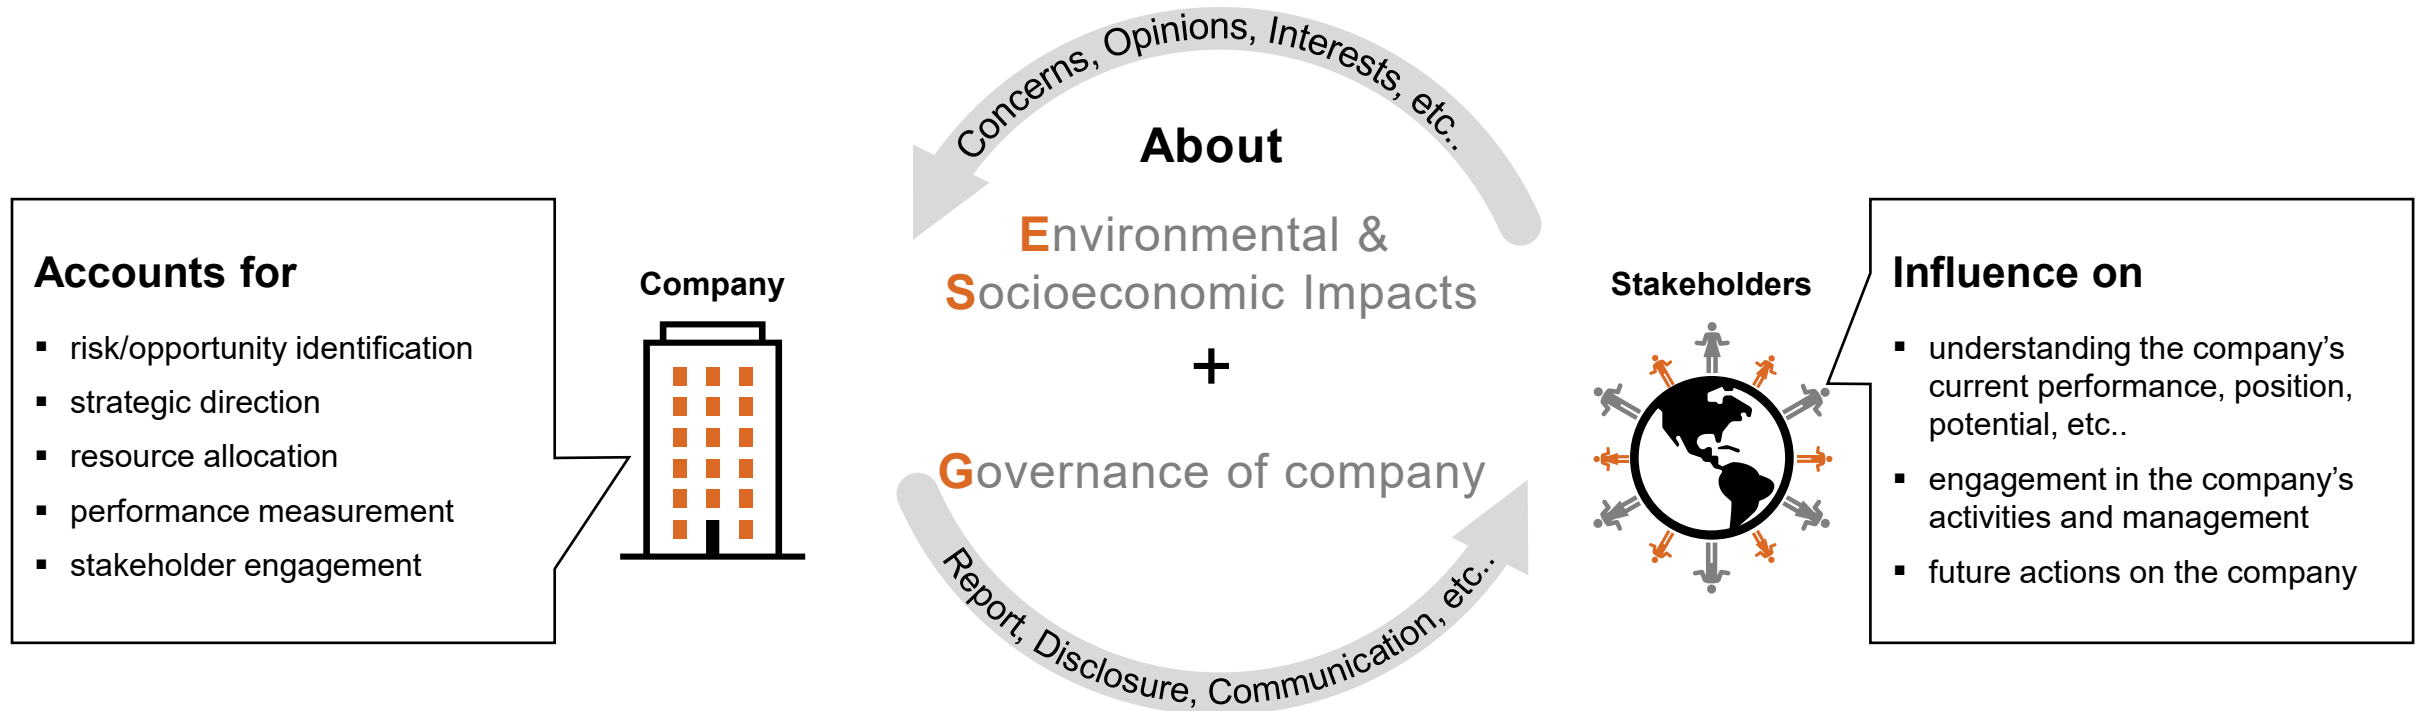 Concerns, Opinions, Interests, etc..
About
Environmental &
Socioeconomic Impacts
+
Governance of company
Report, Disclosure, Communication, etc..
Accounts for
▪ risk/opportunity identification
▪ strategic direction
▪ resource allocation
▪ performance measurement
▪ stakeholder engagement
Company
Stakeholders
Influence on
▪ understanding the company’s
current performance, position,
potential, etc..
▪ engagement in the company’s
activities and management
▪ future actions on the company